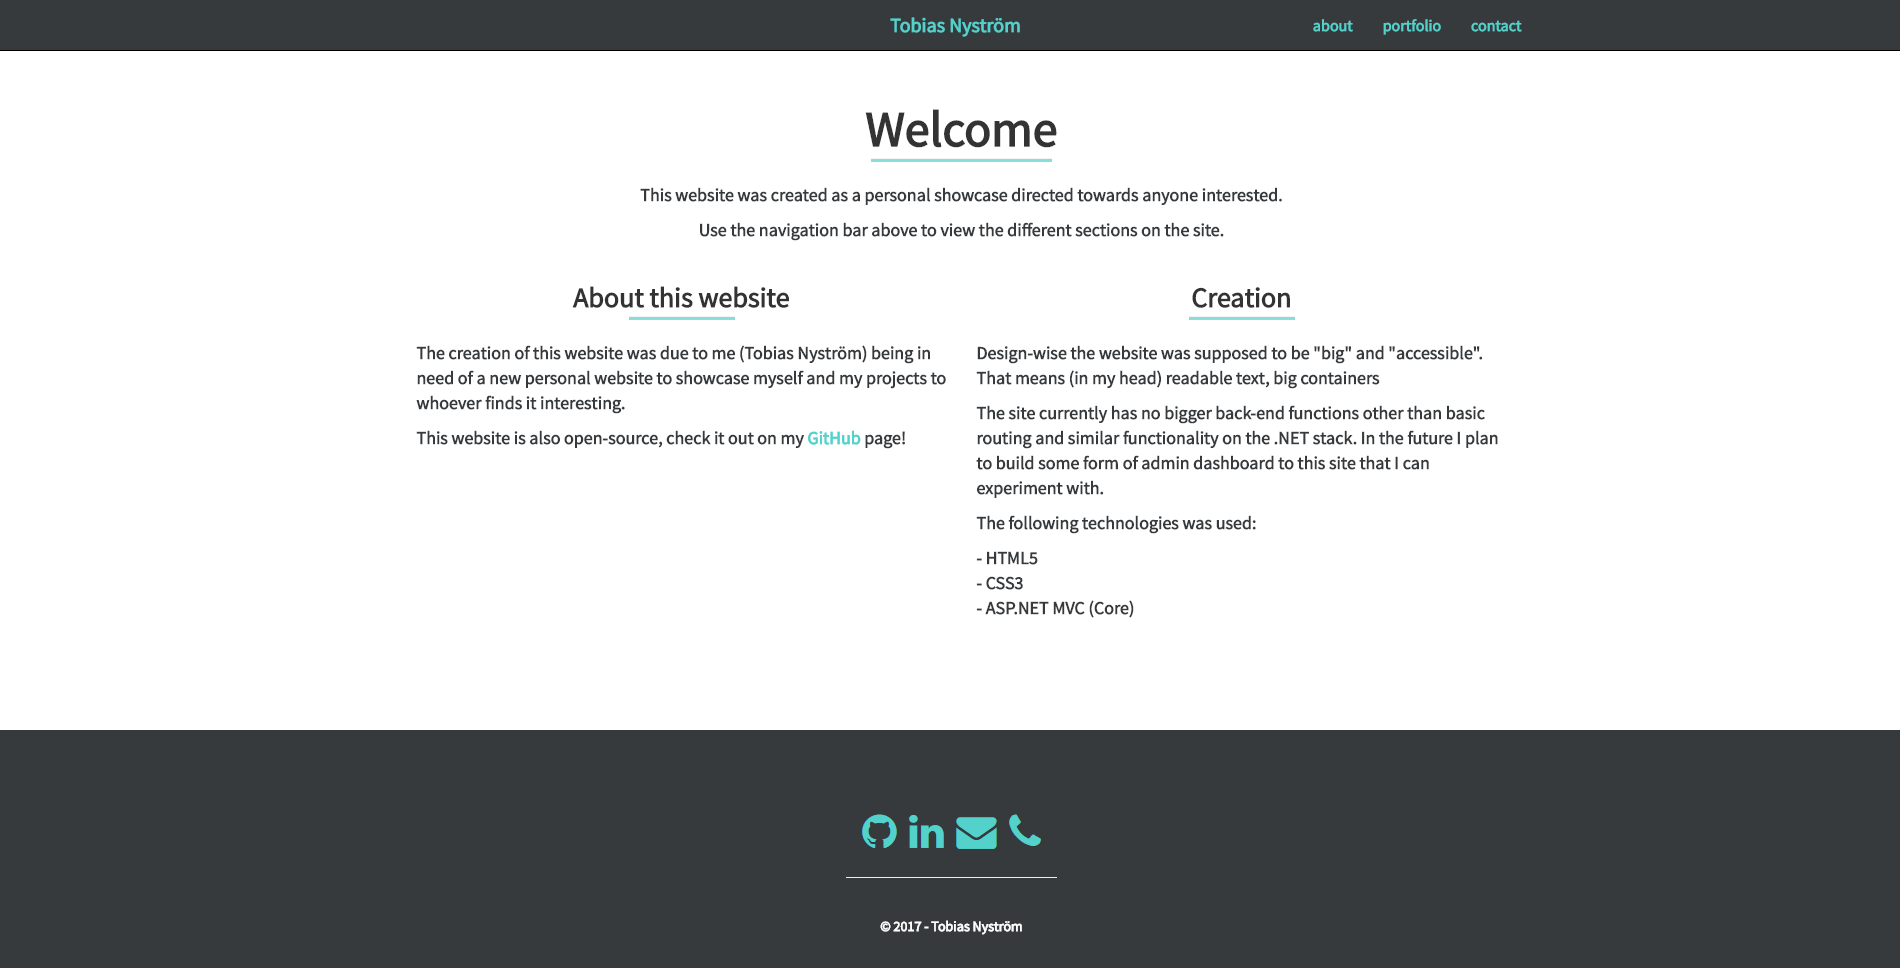 Tobias Nyström
about portfolio contact
Welcome
This website was created as a personal showcase directed towards anyone interested.
Use the navigation bar above to view the different sections on the site.
About this website
The creation of this website was due to me (Tobias Nyström) being in
need of a new personal website to showcase myself and my projects to
whoever finds it interesting.
This website is also open-source, check it out on my GitHub page!
Creation
Design-wise the website was supposed to be "big" and "accessible".
That means (in my head) readable text, big containers
The site currently has no bigger back-end functions other than basic
routing and similar functionality on the .NET stack. In the future I plan
to build some form of admin dashboard to this site that I can
experiment with.
The following technologies was used:
- HTML5
- CSS3
- ASP.NET MVC (Core)
in
© 2017 - Tobias Nyström